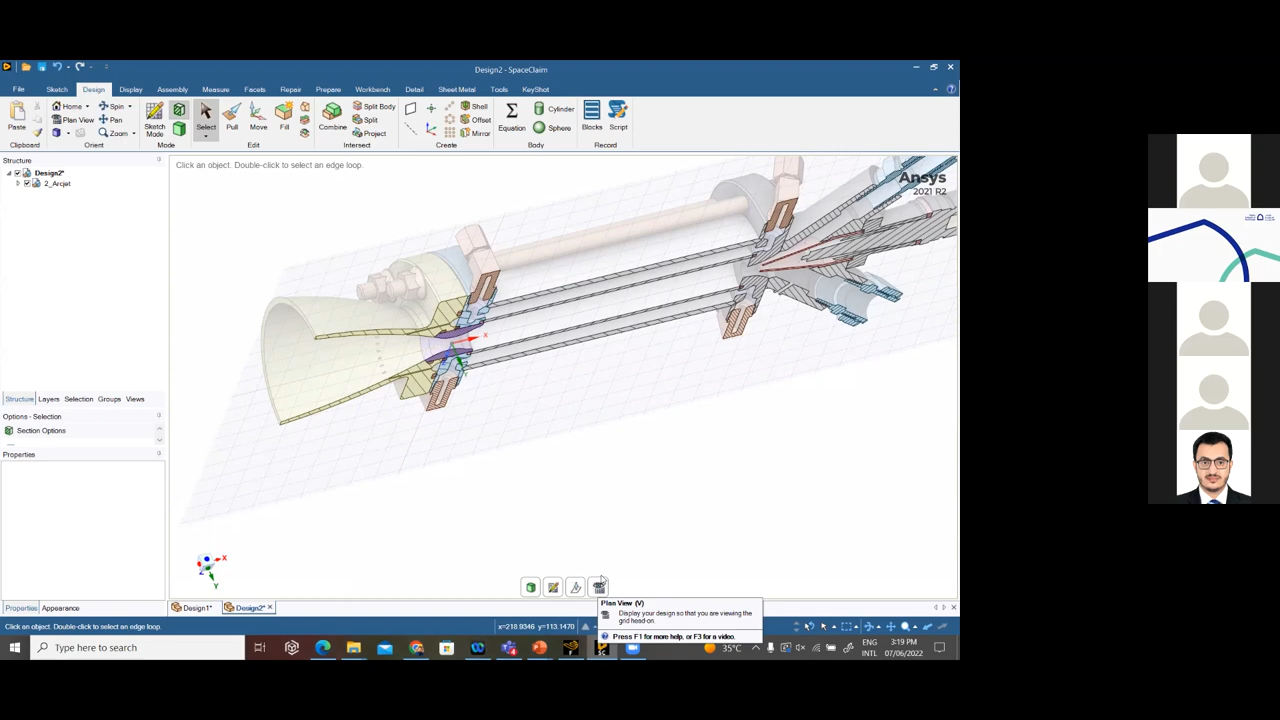 Design2 - SpaceClaim
File Sketch Design Display Assembly Measure Facets Repair Prepare Workbench Detail Sheet Metal Tools KeyShot
Home Spin Split Body Shell Cylinder
Plan View Pan Split Offset Sphere
Zoom Project Mirror
Paste Sketch Mode Select Pull Move Fill Combine Equation Blocks Script
Clipboard Orient Mode Edit Intersect Create Body Record
Structure
Click an object. Double-click to select an edge loop.
Design2*
2_Arcjet
Ansys
2021 R2
X
Structure Layers Selection Groups Views
Options - Selection
Section Options
Properties
X
Z
Y
Plan View (V)
Display your design so that you are viewing the
grid head-on.
Press F1 for more help, or F3 for a video.
Properties Appearance
Design1* Design2*
Click an object. Double-click to select an edge loop.
x=218.9346 y=113.1470
Type here to search
35°C
ENG
INTL
3:19 PM
07/06/2022